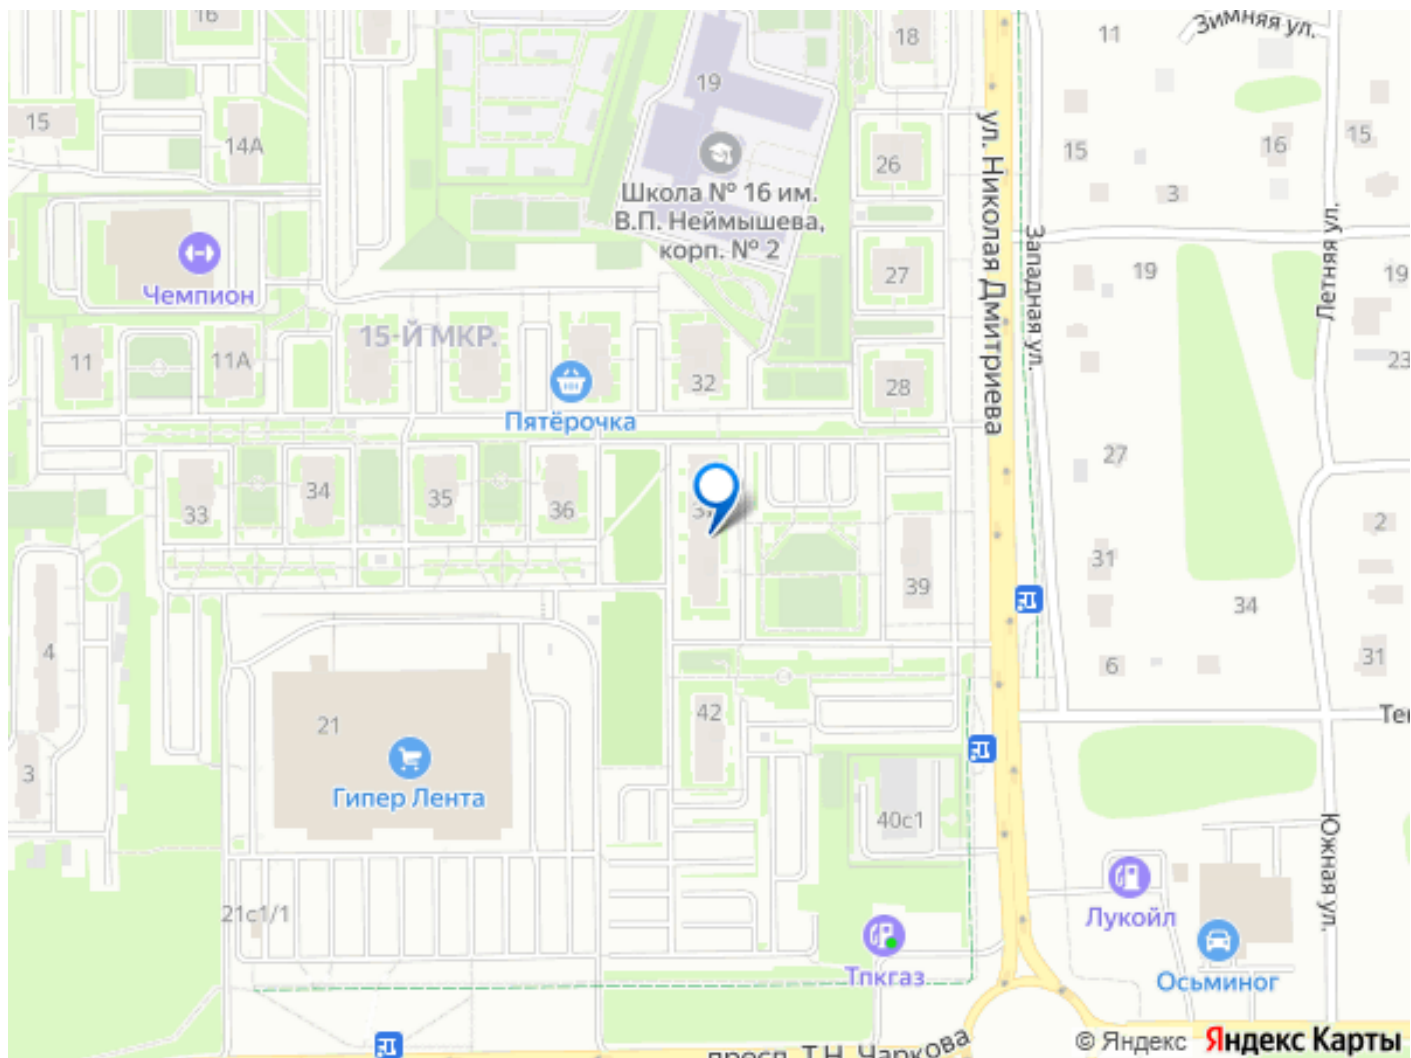 16
18
Зимняя ул.
11
19
15
14А
ул. Николая Дмитриева
26
15
16
15
3
Школа № 16 им.
В.П. Неймышева,
корп. № 2
Западная ул.
Летняя ул.
27
19
19
Чемпион
15-Й МКР.
11
11А
32
28
23
Пятёрочка
27
33
34
35
36
39
2
31
34
4
6
31
42
21
Гипер Лента
3
40с1
Те
Южная ул.
21с1/1
Лукойл
Тпкгаз
Осьминог
просп. Т.Н. Чаркова
© Яндекс Яндекс Карты